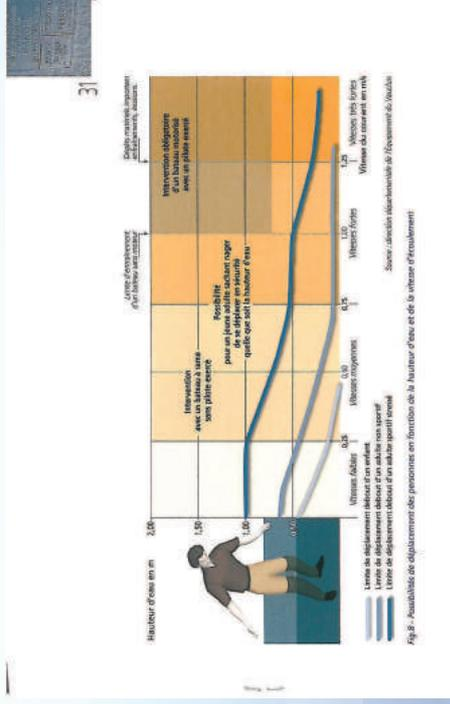 31
Hauteur d'eau en m
2,00
1,50
1,00
0,50
Limite d'entraînement
d'un bateau sans moteur
Dégâts matériels importants
Intervention
avec un bateau à rame
sans pilote exercé
Possibilité
pour un jeune adulte sachant nager
de se déplacer en sécurité
quelle que soit la hauteur d'eau
Intervention obligatoire
d'un bateau motorisé
avec un pilote exercé
0,25
0,50
0,75
1,00
1,25
Vitesses faibles
Vitesses moyennes
Vitesses fortes
Vitesses très fortes
Vitesse du courant en m/s
Limite de déplacement debout d'un enfant
Limite de déplacement debout d'un adulte non sportif
Limite de déplacement debout d'un adulte sportif stressé
Source : direction départementale de l'Équipement du Vaucluse
Fig.8 - Possibilités de déplacement des personnes en fonction de la hauteur d'eau et de la vitesse d'écoulement